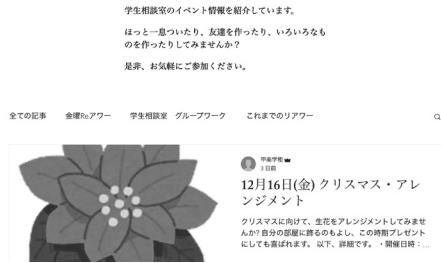 学生相談室のイベント情報を紹介しています。
ほっと一息ついたり、友達を作ったり、いろいろなも
のを作ったりしてみませんか？
是非、お気軽にご参加ください。
全ての記事 金曜Reアワー 学生相談室 グループワーク これまでのリアワー
甲南学相
3日前
12月16日(金) クリスマス・アレ
ンジメント
クリスマスに向けて、生花をアレンジメントしてみませ
んか? 自分の部屋に飾るのもよし、この時期プレゼント
にしても喜ばれます。 以下、詳細です。 ・開催日時：...